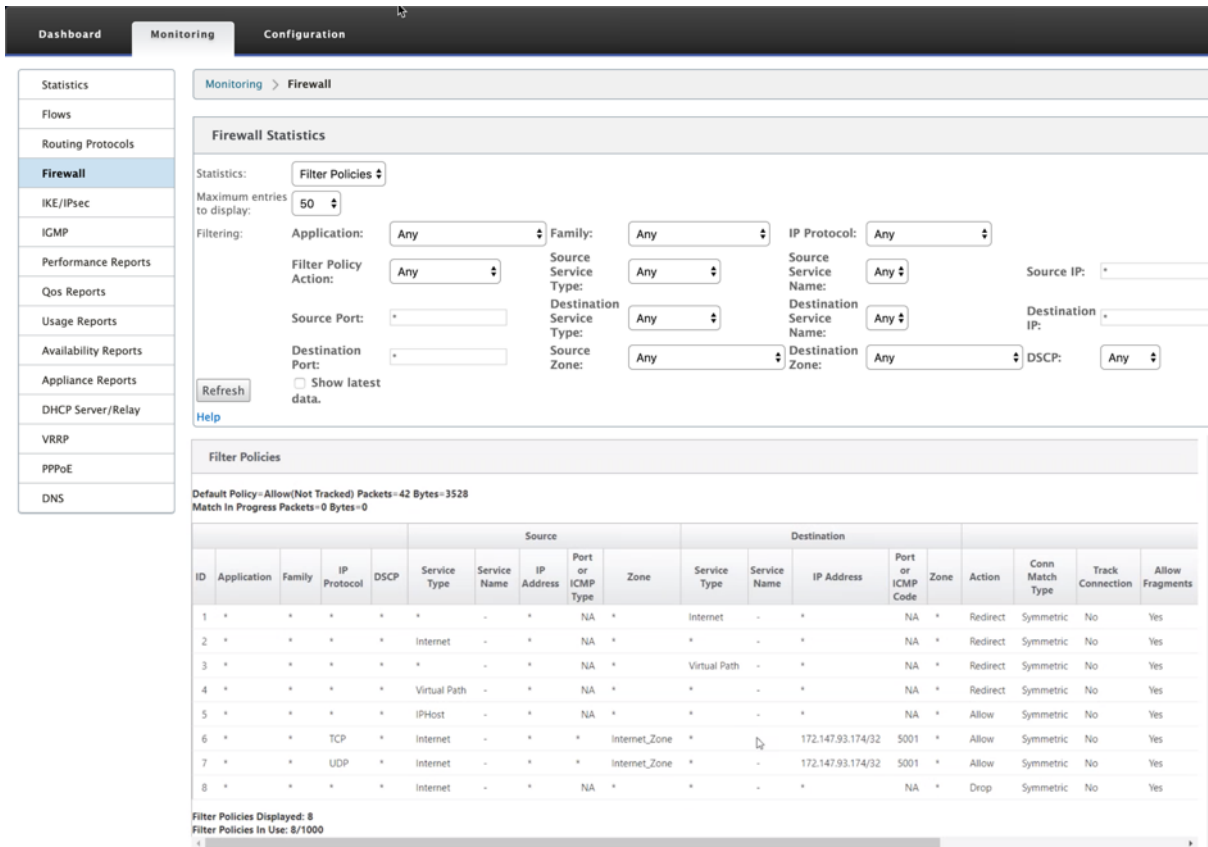 Dashboard Monitoring Configuration
Statistics
Flows
Routing Protocols
Firewall
IKE/IPsec
IGMP
Performance Reports
Qos Reports
Usage Reports
Availability Reports
Appliance Reports
DHCP Server/Relay
VRRP
PPPoE
DNS
Monitoring > Firewall
Firewall Statistics
Statistics: Filter Policies
Maximum entries
to display: 50
Filtering: Application: Any Family: Any IP Protocol: Any
Filter Policy
Action: Any
Source
Service
Type: Any
Source
Service
Name: Any
Source IP: *
Source Port: *
Destination
Service
Type: Any
Destination
Service
Name: Any
Destination
IP: *
Destination
Port: *
Source
Zone: Any
Destination
Zone: Any
DSCP: Any
Refresh
Show latest
data.
Help
Filter Policies
Default Policy=Allow(Not Tracked) Packets=42 Bytes=3528
Match In Progress Packets=0 Bytes=0
Source Destination
ID Application Family IP Protocol DSCP Service Type Service Name IP Address Port or ICMP Type Zone Service Type Service Name IP Address Port or ICMP Code Zone Action Conn Match Type Track Connection Allow Fragments
1 * * * * * - * NA * Internet - * NA * Redirect Symmetric No Yes
2 * * * * Internet - * NA * * - * NA * Redirect Symmetric No Yes
3 * * * * * - * NA * Virtual Path - * NA * Redirect Symmetric No Yes
4 * * * * Virtual Path - * NA * * - * NA * Redirect Symmetric No Yes
5 * * * * IPHost - * NA * * - * NA * Allow Symmetric No Yes
6 * * TCP * Internet - * * Internet_Zone * - 172.147.93.174/32 5001 * Allow Symmetric No Yes
7 * * UDP * Internet - * * Internet_Zone * - 172.147.93.174/32 5001 * Allow Symmetric No Yes
8 * * * * Internet - * NA * * - * NA * Drop Symmetric No Yes
Filter Policies Displayed: 8
Filter Policies In Use: 8/1000